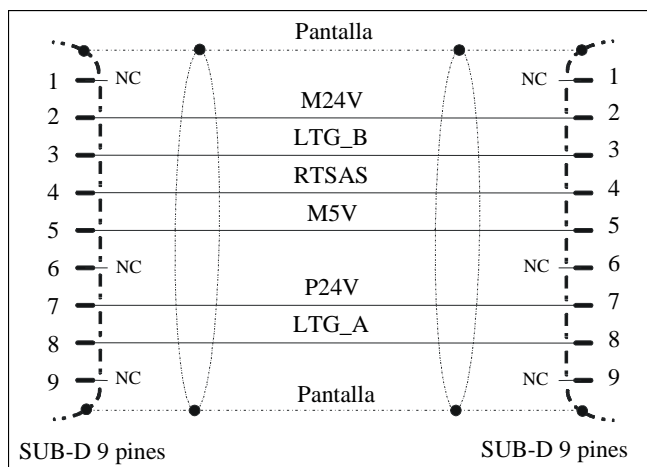 Pantalla
1 NC NC 1
M24V
2 2
LTG_B
3 3
RTSAS
4 4
M5V
5 5
6 NC NC 6
P24V
7 7
LTG_A
8 8
9 NC NC 9
Pantalla
SUB-D 9 pines SUB-D 9 pines